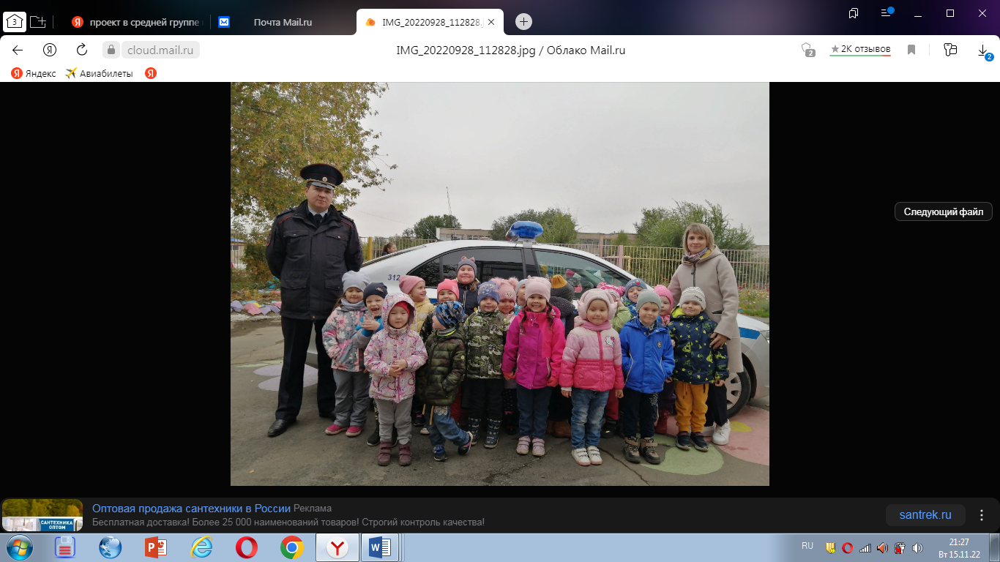 3
проект в средней группе
Почта Mail.ru
IMG_20220928_112828.j
cloud.mail.ru
IMG_20220928_112828.jpg / Облако Mail.ru
2
★ 2K отзывов
2
Яндекс
Авиабилеты
Следующий файл
312
САНТЕХНИКА
ОПТОМ
Оптовая продажа сантехники в России Реклама
Бесплатная доставка! Более 25 000 наименований товаров! Строгий контроль качества!
santrek.ru
RU
21:27
Вт 15.11.22